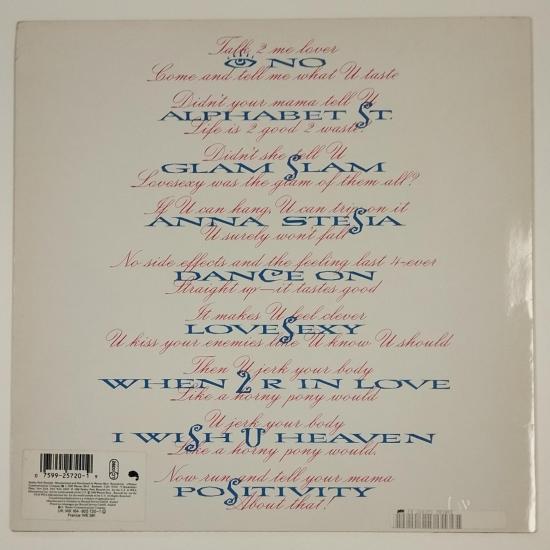 Talk 2 me lover
NO
Come and tell me what U taste
Didn't your mama tell U
ALPHABET ST.
Life is 2 good 2 waste
Didn't she tell U
GLAM SLAM
Lovesexy was the glam of them all?
If U can hang, U can trip on it
ANNA STESIA
U surely won't fall
No side effects and the feeling last 4-ever
DANCE ON
Straight up—it tastes good
It makes U feel clever
LOVESEXY
U kiss your enemies like U know U should
Then U jerk your body
WHEN 2 R IN LOVE
Like a horny pony would
U jerk your body
I WISH U HEAVEN
Like a horny pony would.
Now run and tell your mama
POSITIVITY
About that!
0 7599-25720-1